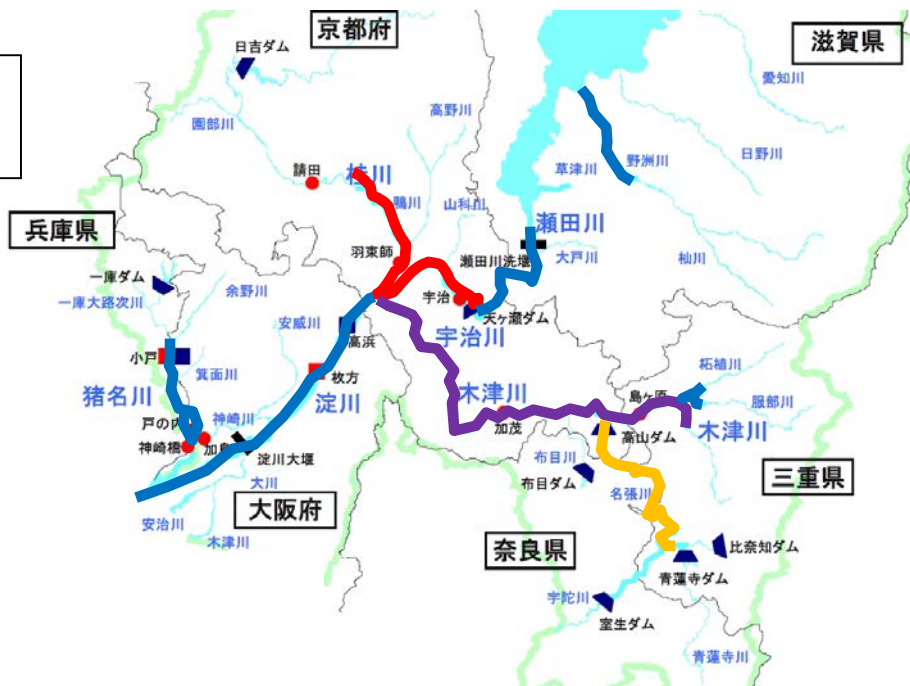 京都府
滋賀県
日吉ダム
愛知川
高野川
園部川
日野川
草津川
野洲川
請田
桂川
鴨川
山科川
兵庫県
瀬田川
羽束師
瀬田川洗堰
大戸川
杣川
一庫ダム
余野川
一庫大路次川
宇治
天ヶ瀬ダム
安威川
高浜
宇治川
小戸
箕面川
枚方
柘植川
猪名川
淀川
木津川
島ヶ原
服部川
神崎川
戸の内
加茂
高山ダム
木津川
神崎橋
加島
淀川大堰
布目川
大川
布目ダム
名張川
三重県
大阪府
安治川
木津川
奈良県
比奈知ダム
青蓮寺ダム
宇陀川
室生ダム
青蓮寺川